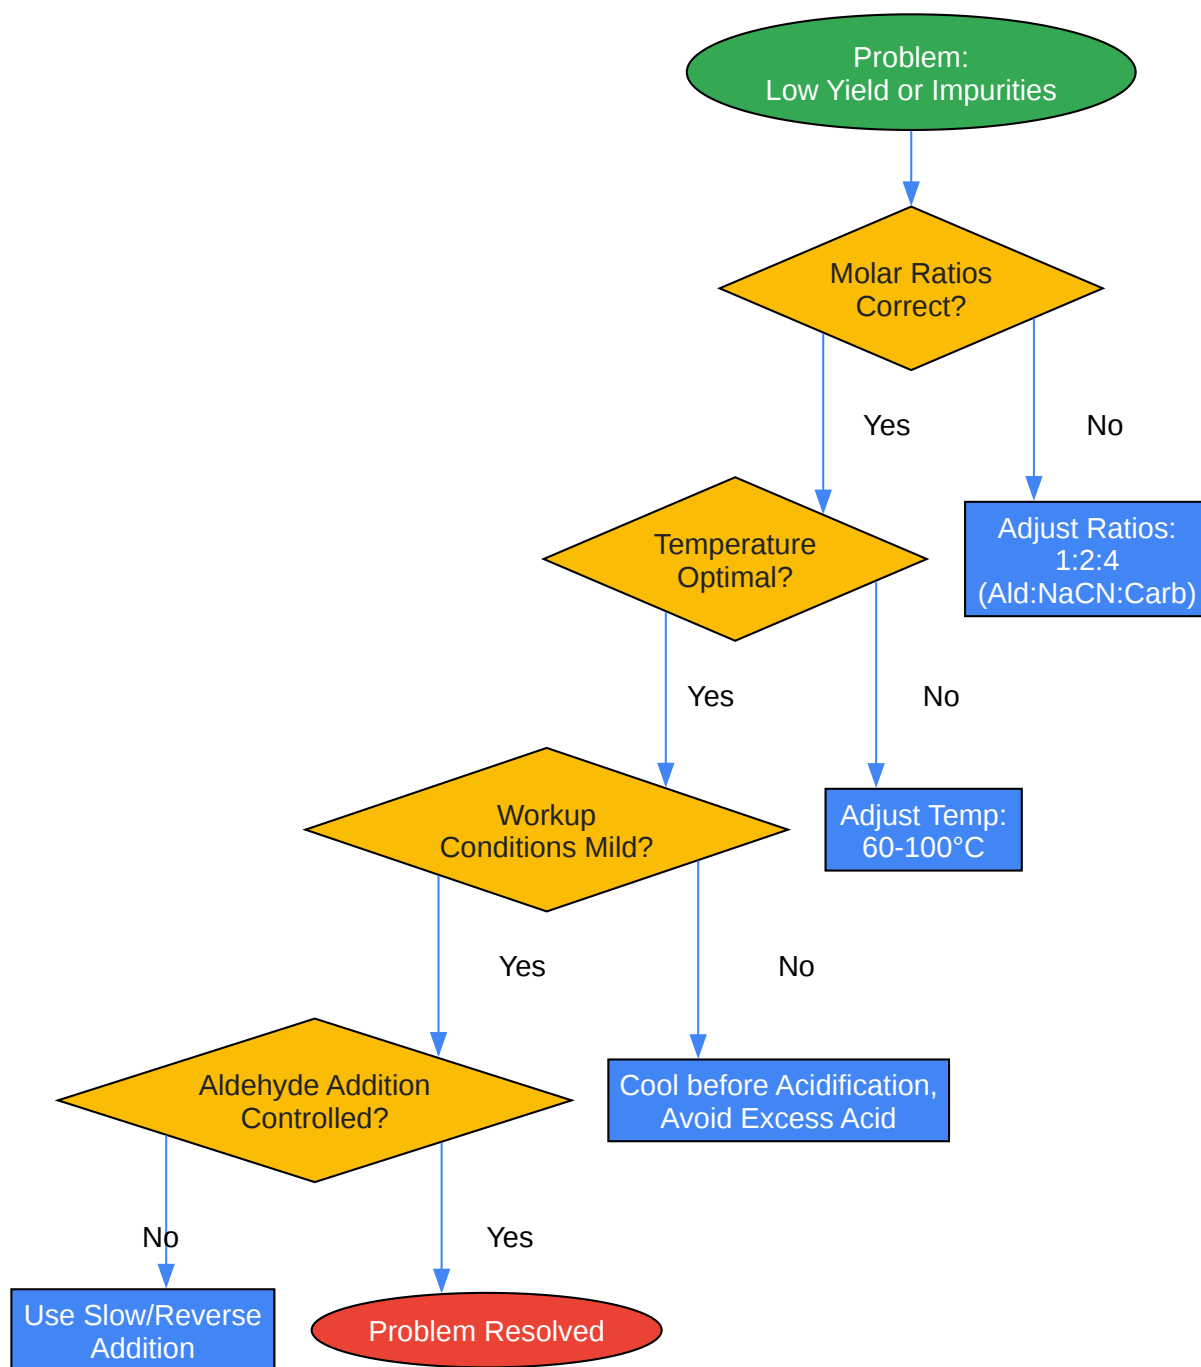 Problem:
Low Yield or Impurities
Molar Ratios
Correct?
Yes
No
Temperature
Optimal?
Adjust Ratios:
1:2:4
(Ald:NaCN:Carb)
Yes
No
Workup
Conditions Mild?
Adjust Temp:
60-100°C
Yes
No
Aldehyde Addition
Controlled?
Cool before Acidification,
Avoid Excess Acid
No
Yes
Use Slow/Reverse
Addition
Problem Resolved